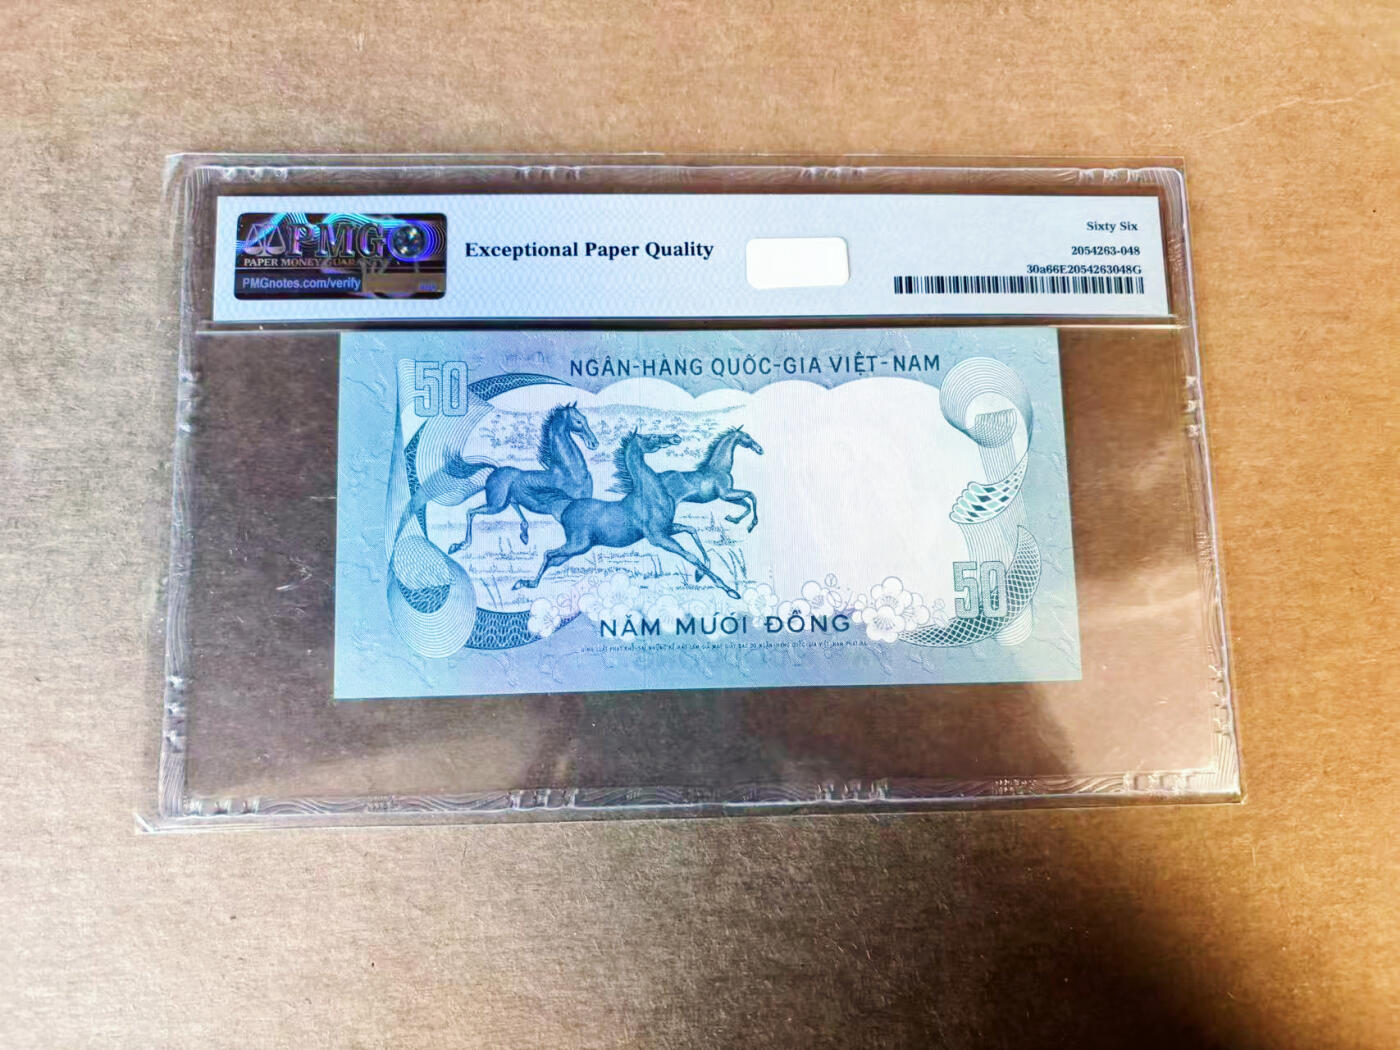 PMG
PAPER MONEY GUARANTY
PMGnotes.com/verify
Exceptional Paper Quality
Sixty Six
2054263-048
30a66E2054263048G
50
NGÂN-HÀNG QUỐC-GIA VIỆT-NAM
50
NĂM MƯƠI ĐỒNG